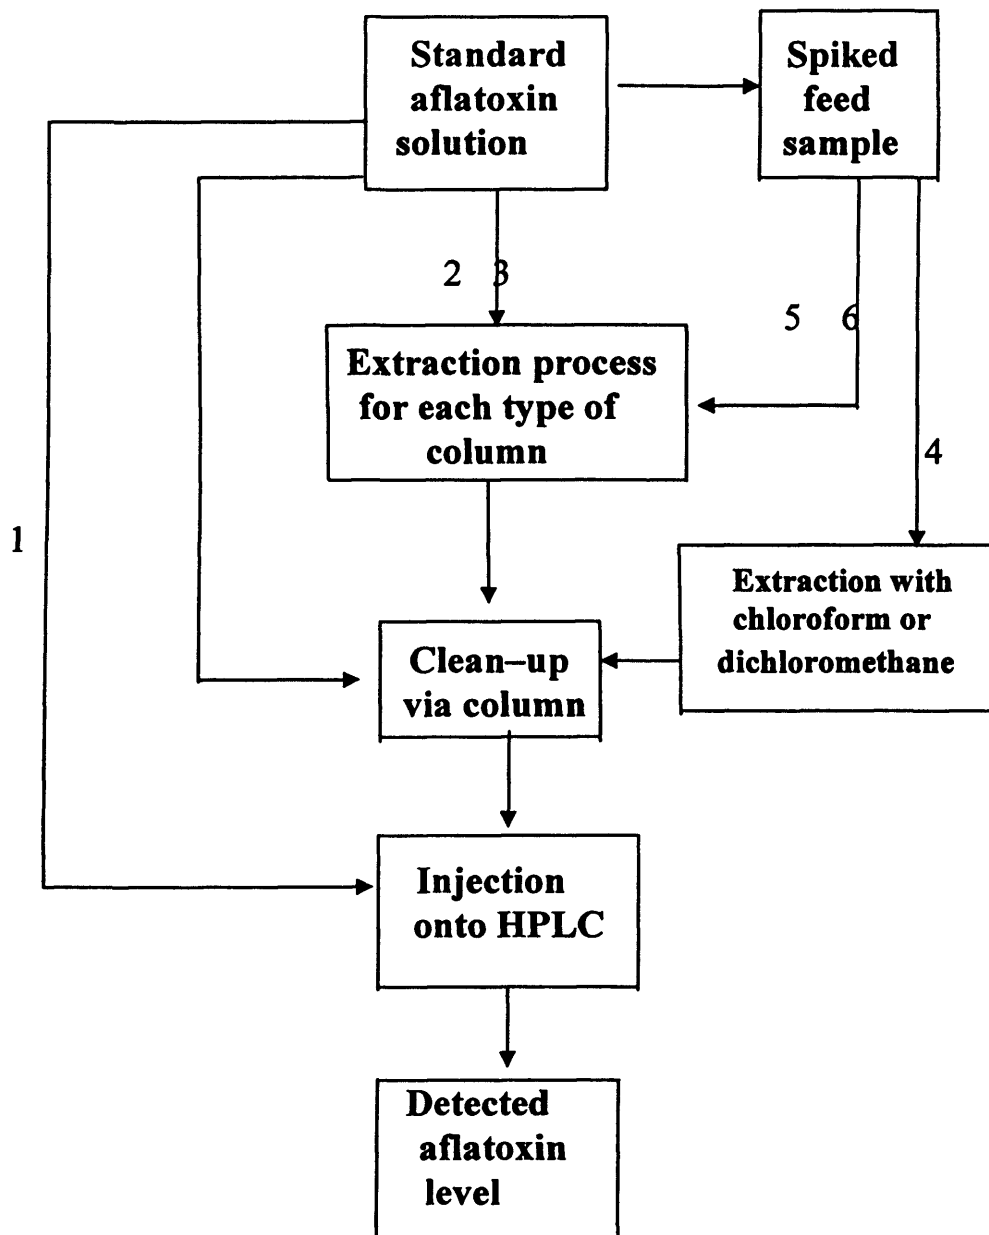 Standard
aflatoxin
solution
Spiked
feed
sample
2 3
5 6
Extraction process
for each type of
column
4
1
Extraction with
chloroform or
dichloromethane
Clean–up
via column
Injection
onto HPLC
Detected
aflatoxin
level